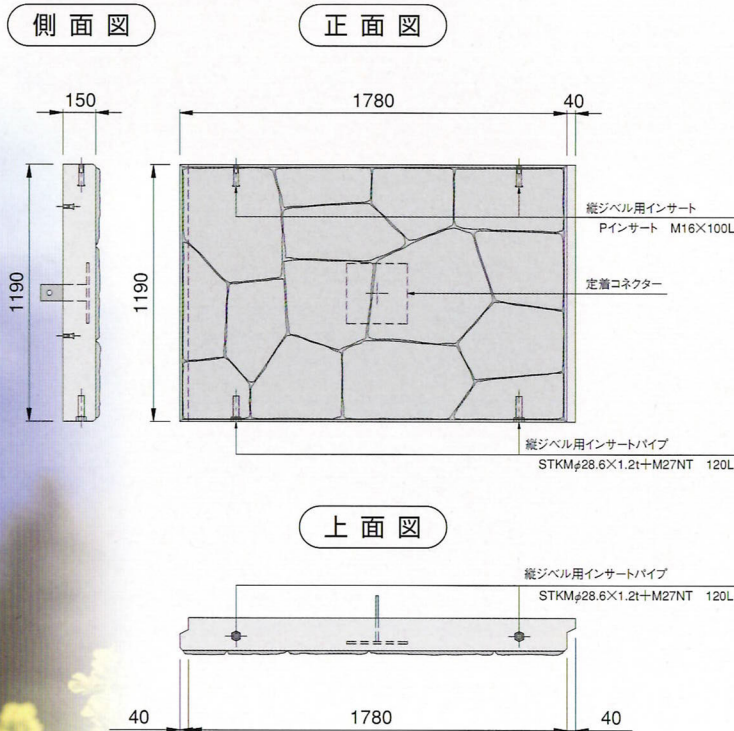 側面図
正面図
150
1780
40
1190
1190
縦ジベル用インサート
Pインサート M16×100L
定着コネクター
縦ジベル用インサートパイプ
STKMφ28.6×1.2t+M27NT 120L
上面図
縦ジベル用インサートパイプ
STKMφ28.6×1.2t+M27NT 120L
40
1780
40